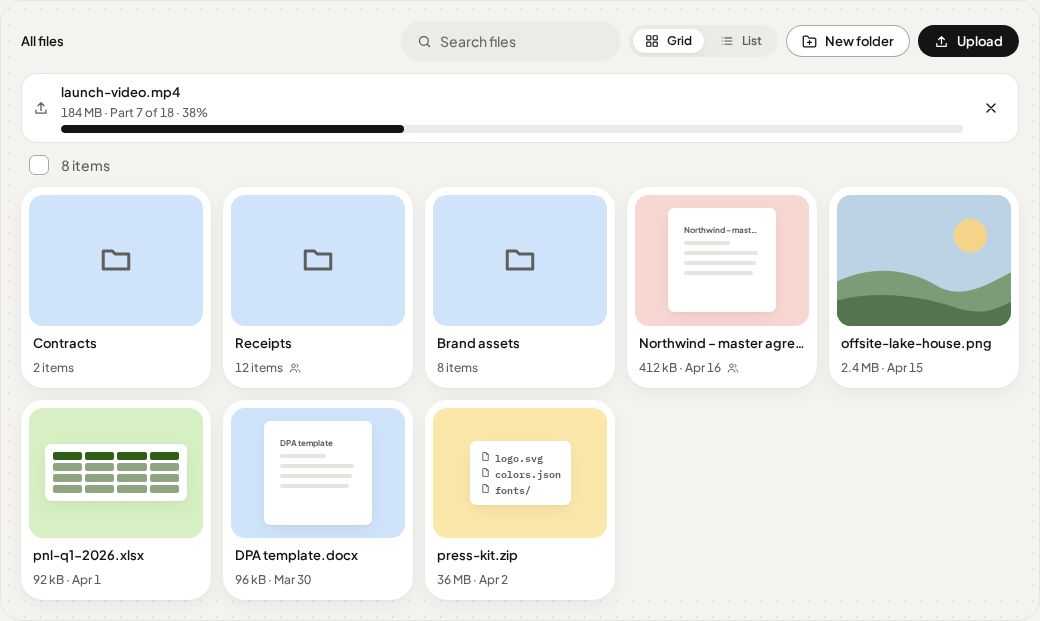 All files
Search files
Grid
List
New folder
Upload
launch-video.mp4
184 MB · Part 7 of 18 · 38%
8 items
Northwind – mast…
Contracts
2 items
Receipts
12 items
Brand assets
8 items
Northwind – master agre…
412 kB · Apr 16
offsite-lake-house.png
2.4 MB · Apr 15
DPA template
logo.svg
colors.json
fonts/
pnl-q1-2026.xlsx
92 kB · Apr 1
DPA template.docx
96 kB · Mar 30
press-kit.zip
36 MB · Apr 2